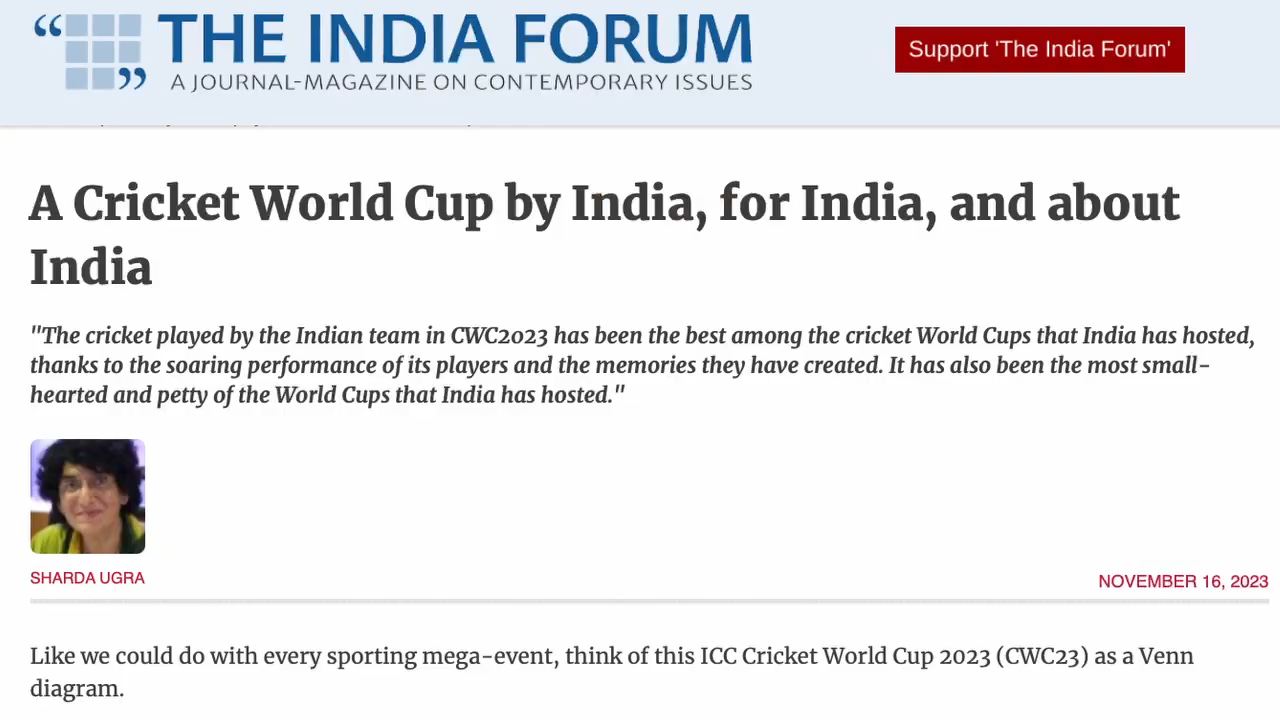 “ THE INDIA FORUM ”
A JOURNAL-MAGAZINE ON CONTEMPORARY ISSUES
Support 'The India Forum'
A Cricket World Cup by India, for India, and about
India
"The cricket played by the Indian team in CWC2023 has been the best among the cricket World Cups that India has hosted,
thanks to the soaring performance of its players and the memories they have created. It has also been the most small-
hearted and petty of the World Cups that India has hosted."
SHARDA UGRA
NOVEMBER 16, 2023
Like we could do with every sporting mega-event, think of this ICC Cricket World Cup 2023 (CWC23) as a Venn
diagram.